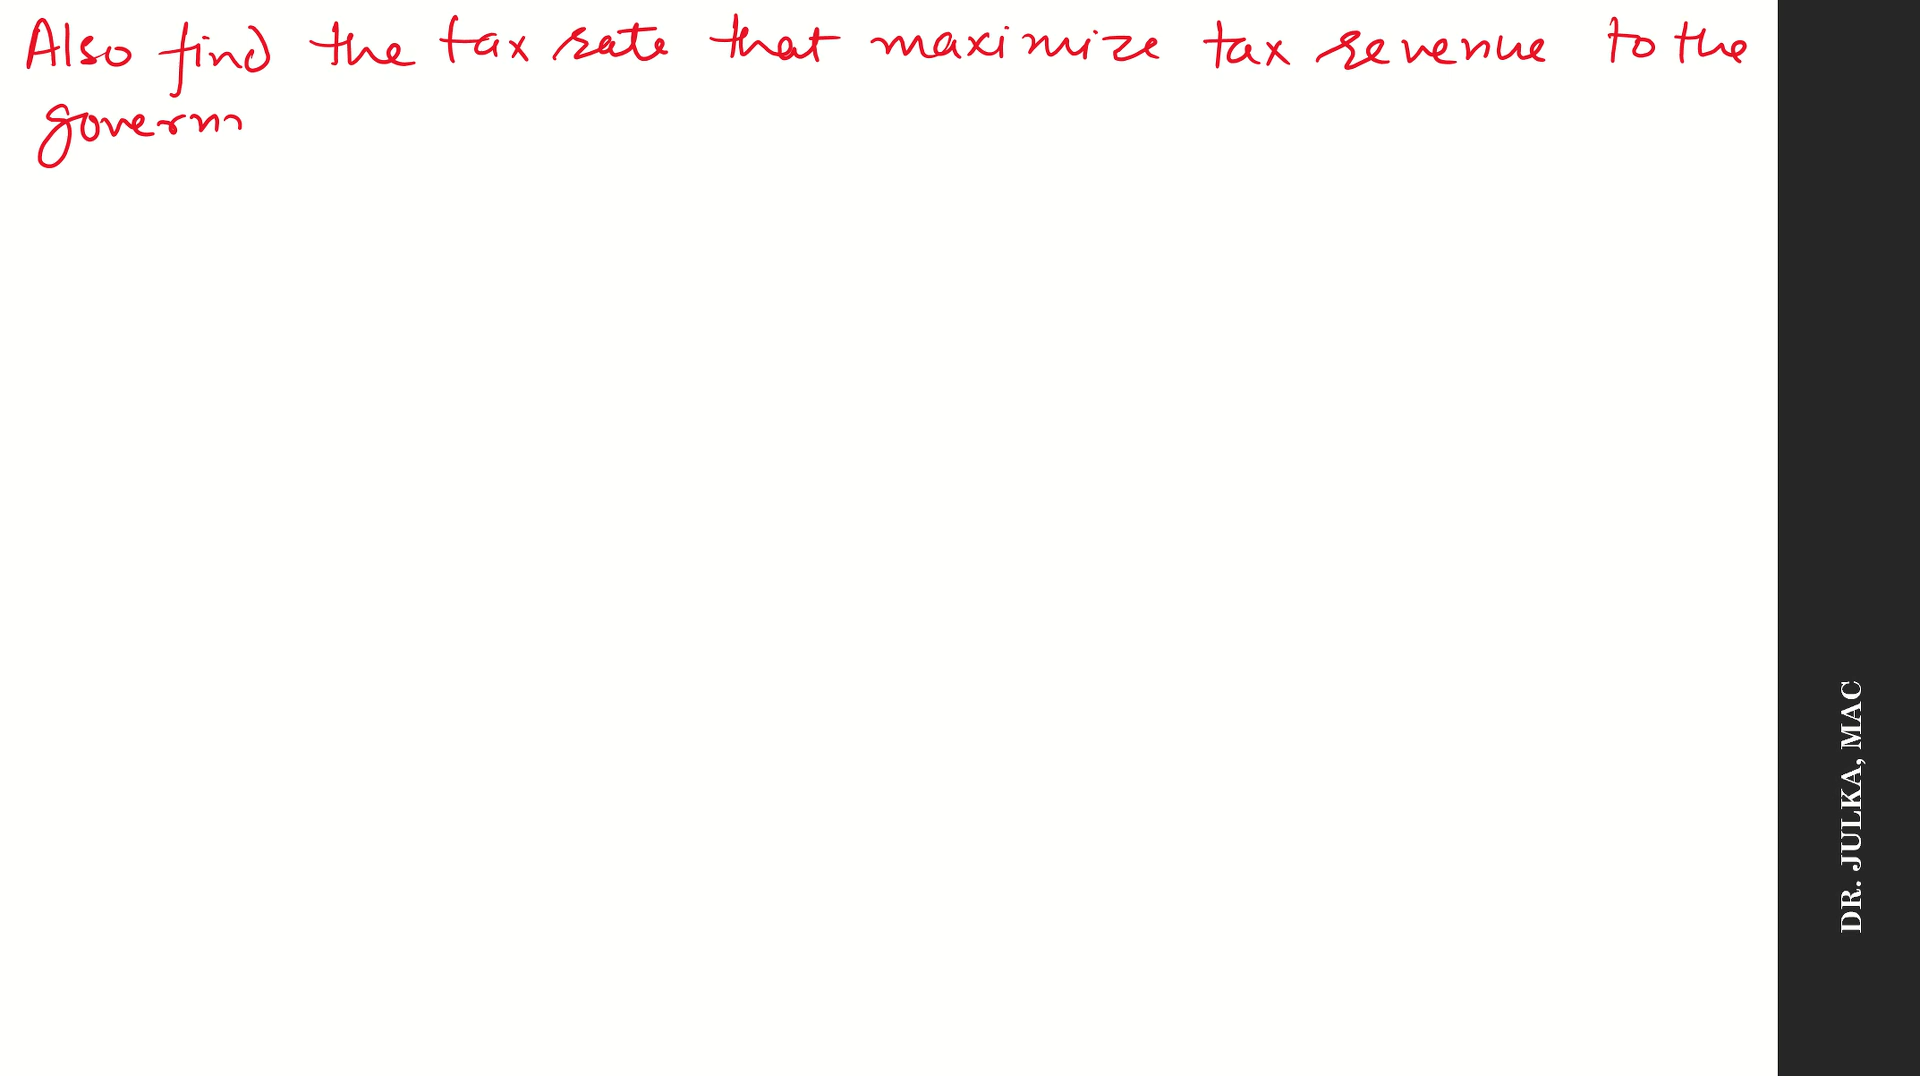 Also find the tax rate that maximize tax revenue to the
governm
DR. JULKA, MAC